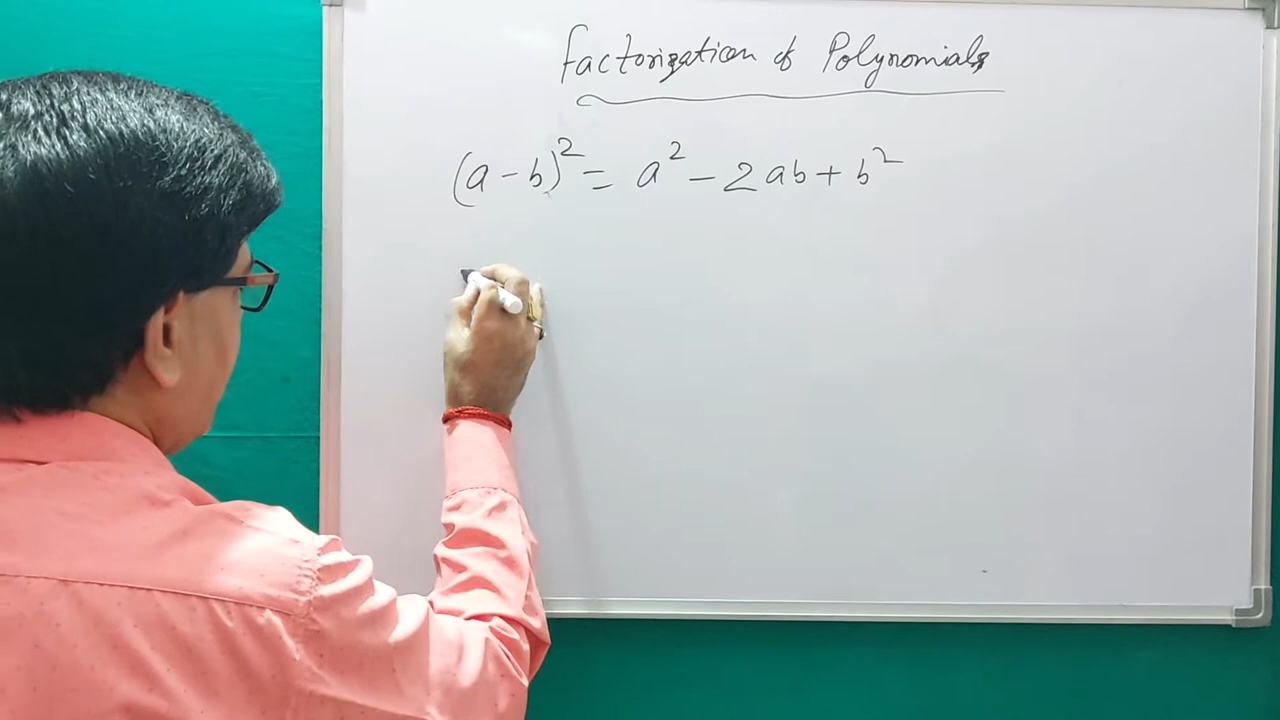 Factorization of Polynomials
(a - b)² = a² - 2ab + b²